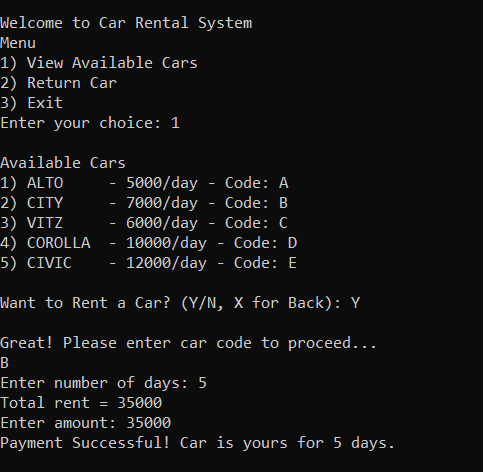 Welcome to Car Rental System
Menu
1) View Available Cars
2) Return Car
3) Exit
Enter your choice: 1

Available Cars
1) ALTO     - 5000/day - Code: A
2) CITY     - 7000/day - Code: B
3) VITZ     - 6000/day - Code: C
4) COROLLA  - 10000/day - Code: D
5) CIVIC    - 12000/day - Code: E

Want to Rent a Car? (Y/N, X for Back): Y

Great! Please enter car code to proceed...
B
Enter number of days: 5
Total rent = 35000
Enter amount: 35000
Payment Successful! Car is yours for 5 days.